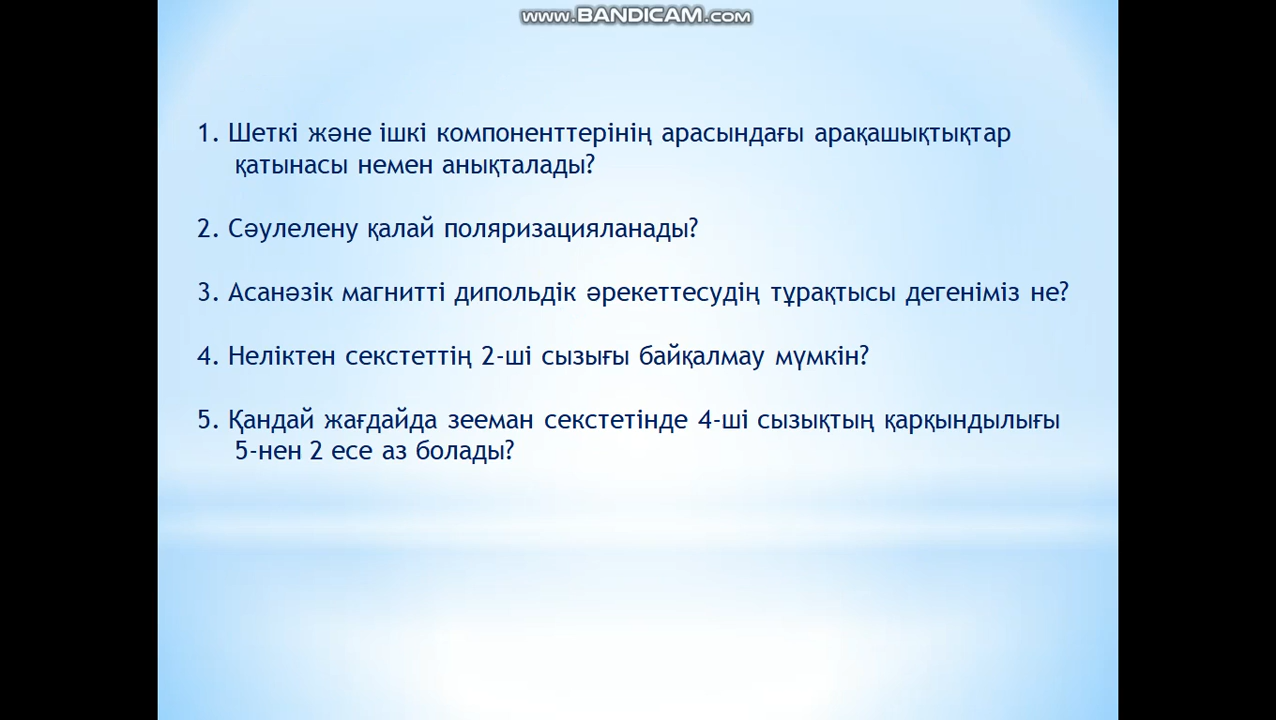 www.BANDICAM.com
1. Шеткі және ішкі компоненттерінің арасындағы арақашықтықтар
қатынасы немен анықталады?
2. Сәулелену қалай поляризацияланады?
3. Асанәзік магнитті дипольдік әрекеттесудің тұрақтысы дегеніміз не?
4. Неліктен секстеттің 2-ші сызығы байқалмау мүмкін?
5. Қандай жағдайда зееман секстетінде 4-ші сызықтың қарқындылығы
5-нен 2 есе аз болады?